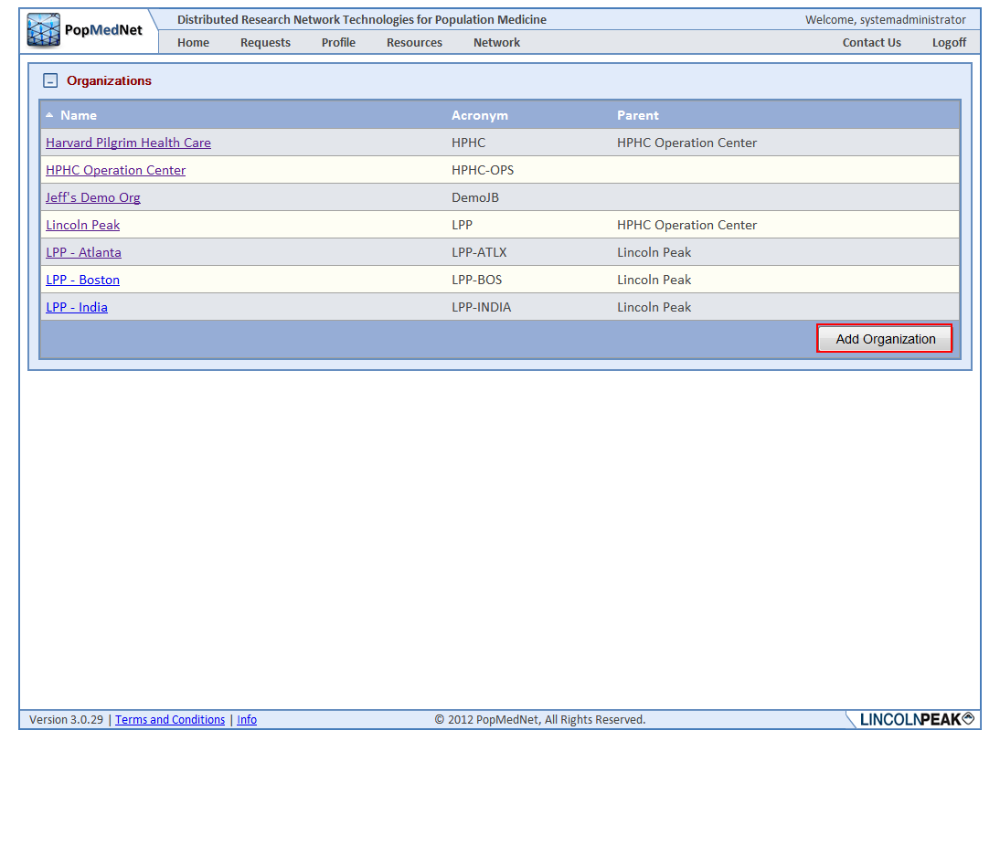 PopMedNet
Distributed Research Network Technologies for Population Medicine Welcome, systemadministrator
Home Requests Profile Resources Network Contact Us Logoff
Organizations
Name Acronym Parent
Harvard Pilgrim Health Care HPHC HPHC Operation Center
HPHC Operation Center HPHC-OPS
Jeff's Demo Org DemoJB
Lincoln Peak LPP HPHC Operation Center
LPP - Atlanta LPP-ATLX Lincoln Peak
LPP - Boston LPP-BOS Lincoln Peak
LPP - India LPP-INDIA Lincoln Peak
Add Organization
Version 3.0.29 | Terms and Conditions | Info © 2012 PopMedNet, All Rights Reserved. LINCOLNPEAK